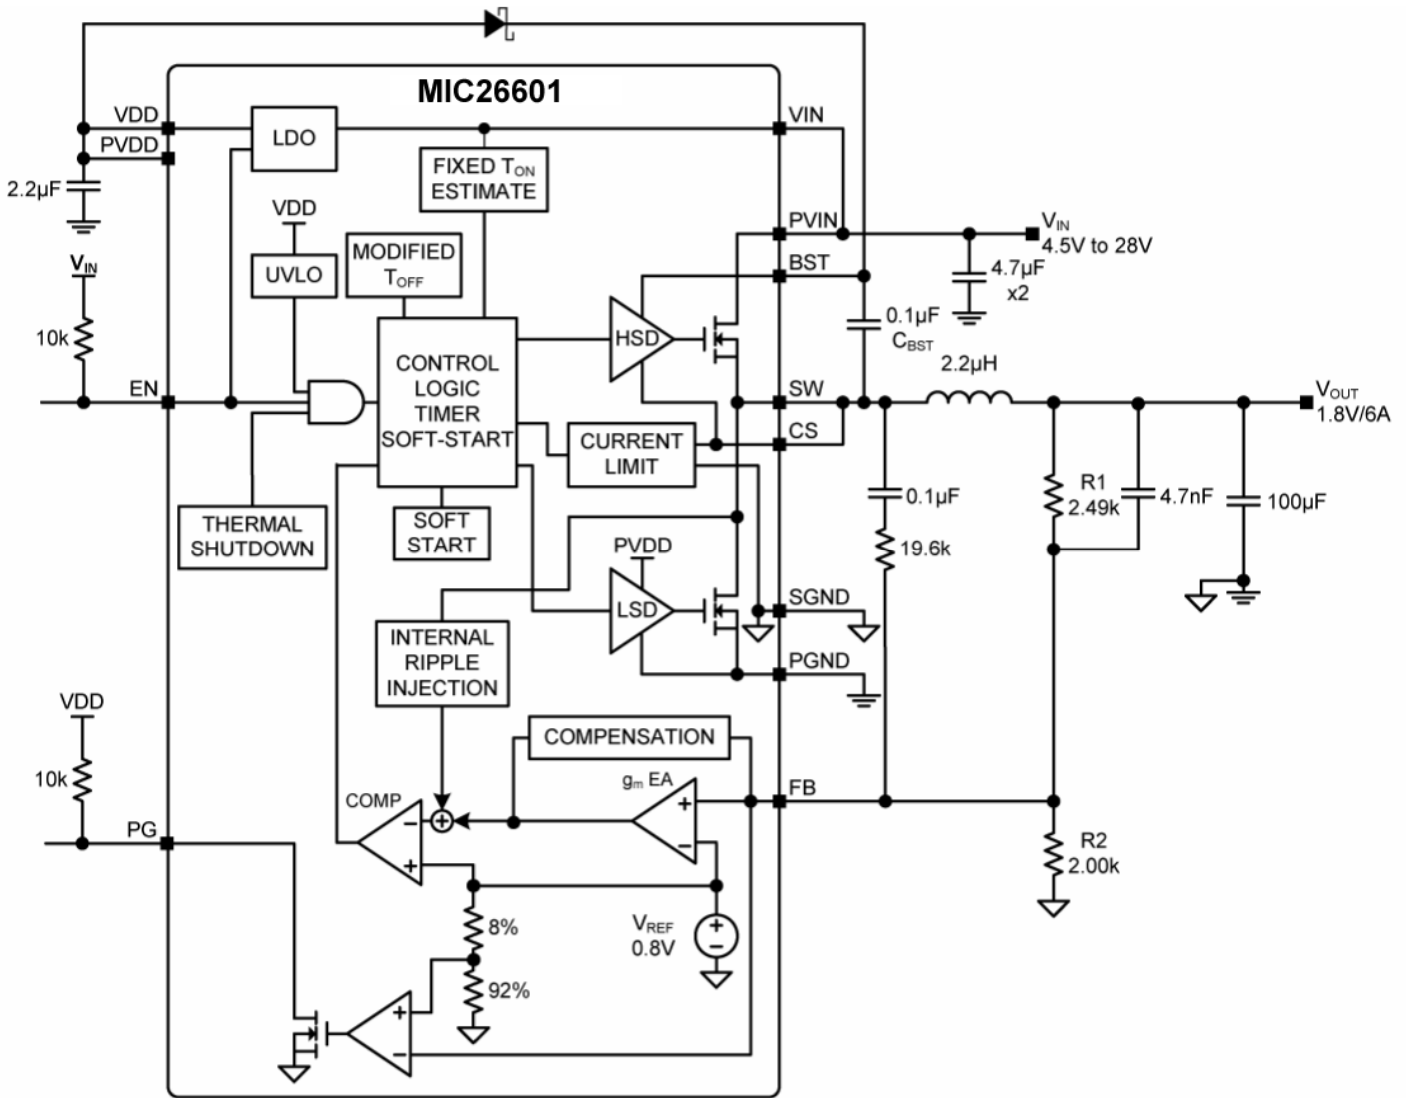 MIC26601
VDD
PVDD
LDO
VIN
2.2µF
FIXED TON
ESTIMATE
VDD
VIN
UVLO
MODIFIED
TOFF
PVIN
VIN
4.5V to 28V
BST
4.7µF
x2
10k
HSD
0.1µF
CBST
2.2µH
CONTROL
LOGIC
TIMER
SOFT-START
EN
SW
VOUT
1.8V/6A
CS
CURRENT
LIMIT
THERMAL
SHUTDOWN
SOFT
START
0.1µF
19.6k
R1
2.49k
4.7nF
100µF
PVDD
LSD
SGND
INTERNAL
RIPPLE
INJECTION
PGND
VDD
10k
COMPENSATION
gm EA
+
−
FB
COMP
−
+
+
PG
R2
2.00k
8%
VREF
0.8V
+
−
92%
+
−